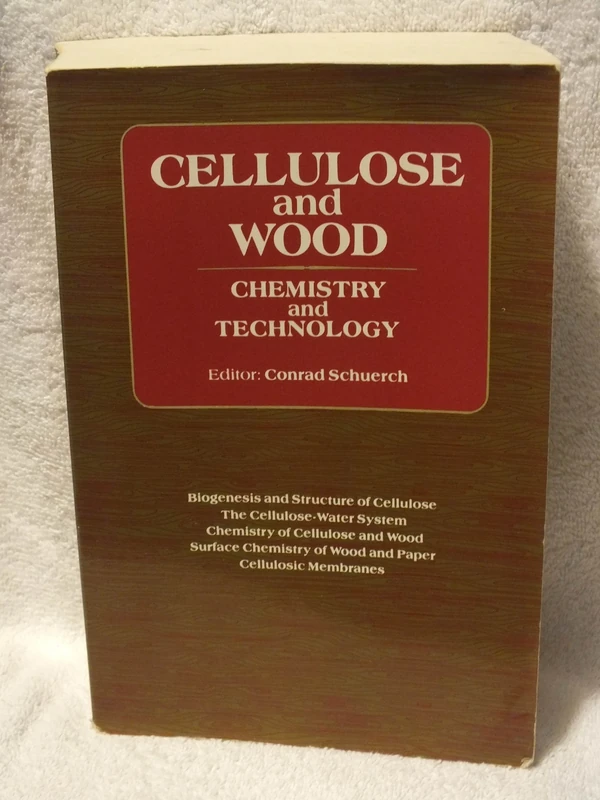 CELLULOSE
and
WOOD
CHEMISTRY
and
TECHNOLOGY
Editor: Conrad Schuerch
Biogenesis and Structure of Cellulose
The Cellulose-Water System
Chemistry of Cellulose and Wood
Surface Chemistry of Wood and Paper
Cellulosic Membranes